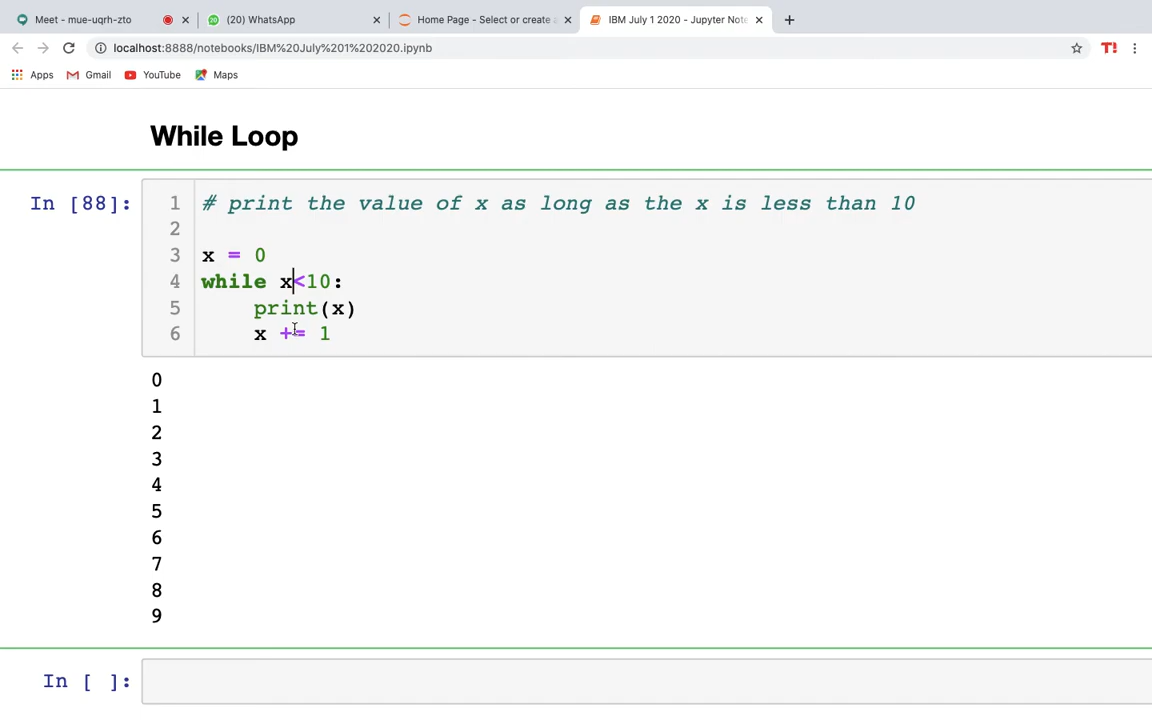 Meet - mue-uqrh-zto
(20) WhatsApp
Home Page - Select or create a
IBM July 1 2020 - Jupyter Note
localhost:8888/notebooks/IBM%20July%201%202020.ipynb
T!
Apps Gmail YouTube Maps
While Loop
In [88]:
1 # print the value of x as long as the x is less than 10
2
3 x = 0
4 while x<10:
5 print(x)
6 x += 1
0
1
2
3
4
5
6
7
8
9
In [ ]: